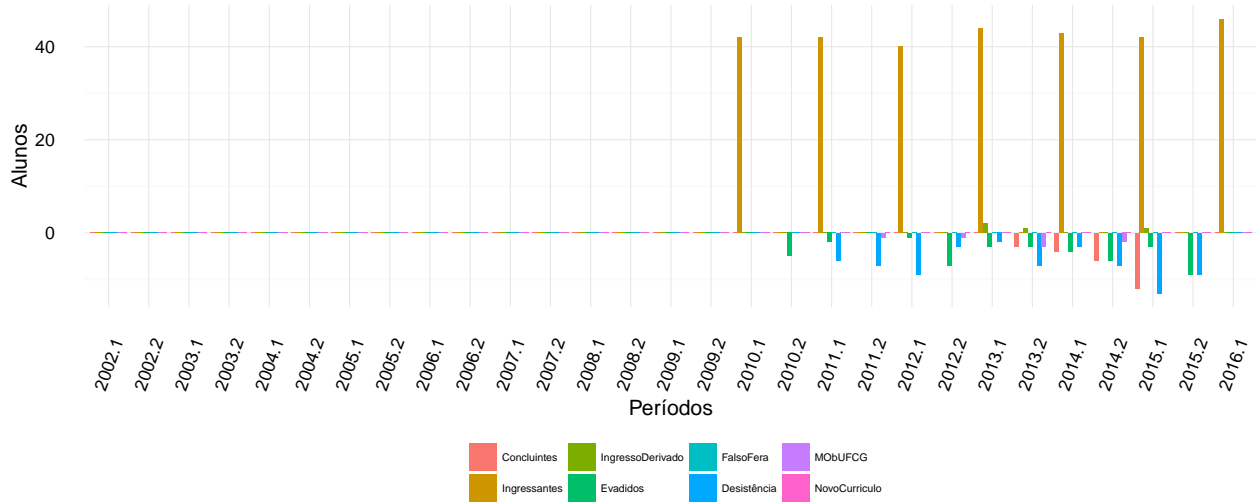 40
20
0
Alunos
2002.1 2002.2 2003.1 2003.2 2004.1 2004.2 2005.1 2005.2 2006.1 2006.2 2007.1 2007.2 2008.1 2008.2 2009.1 2009.2 2010.1 2010.2 2011.1 2011.2 2012.1 2012.2 2013.1 2013.2 2014.1 2014.2 2015.1 2015.2 2016.1
Períodos
Concluintes IngressoDerivado FalsoFera MObUFCG
Ingressantes Evadidos Desistência NovoCurriculo